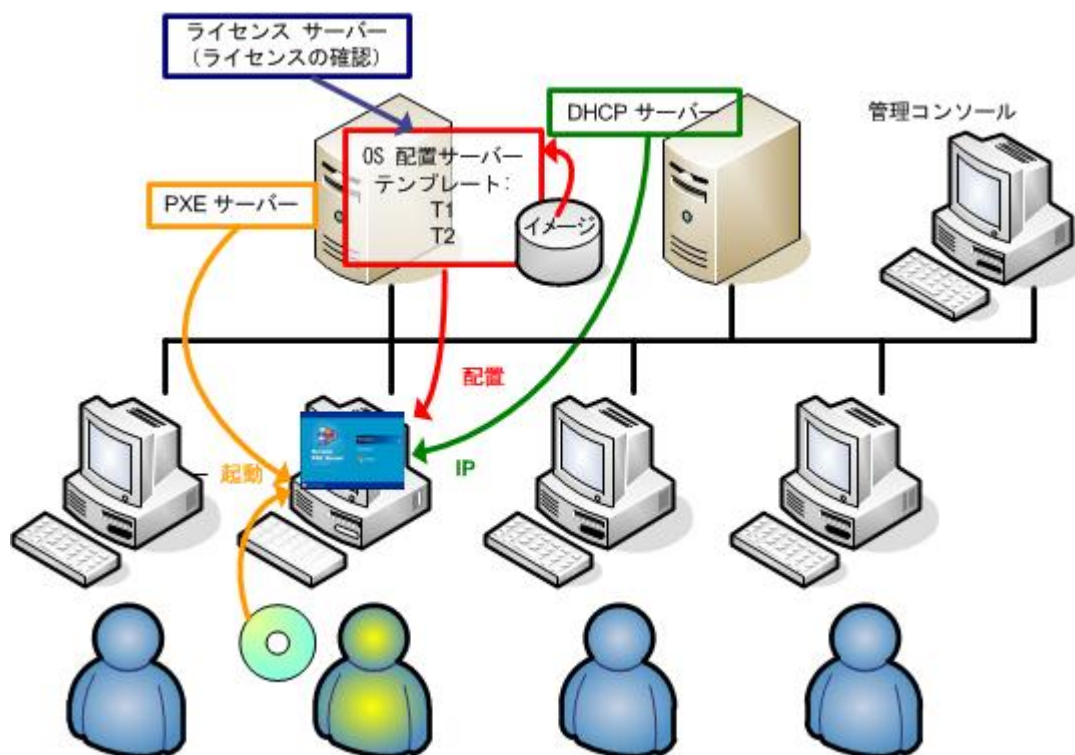 ライセンス サーバー
(ライセンスの確認)
DHCP サーバー
管理コンソール
OS 配置サーバー
テンプレート:
T1
T2
イメージ
PXE サーバー
配置
起動
IP